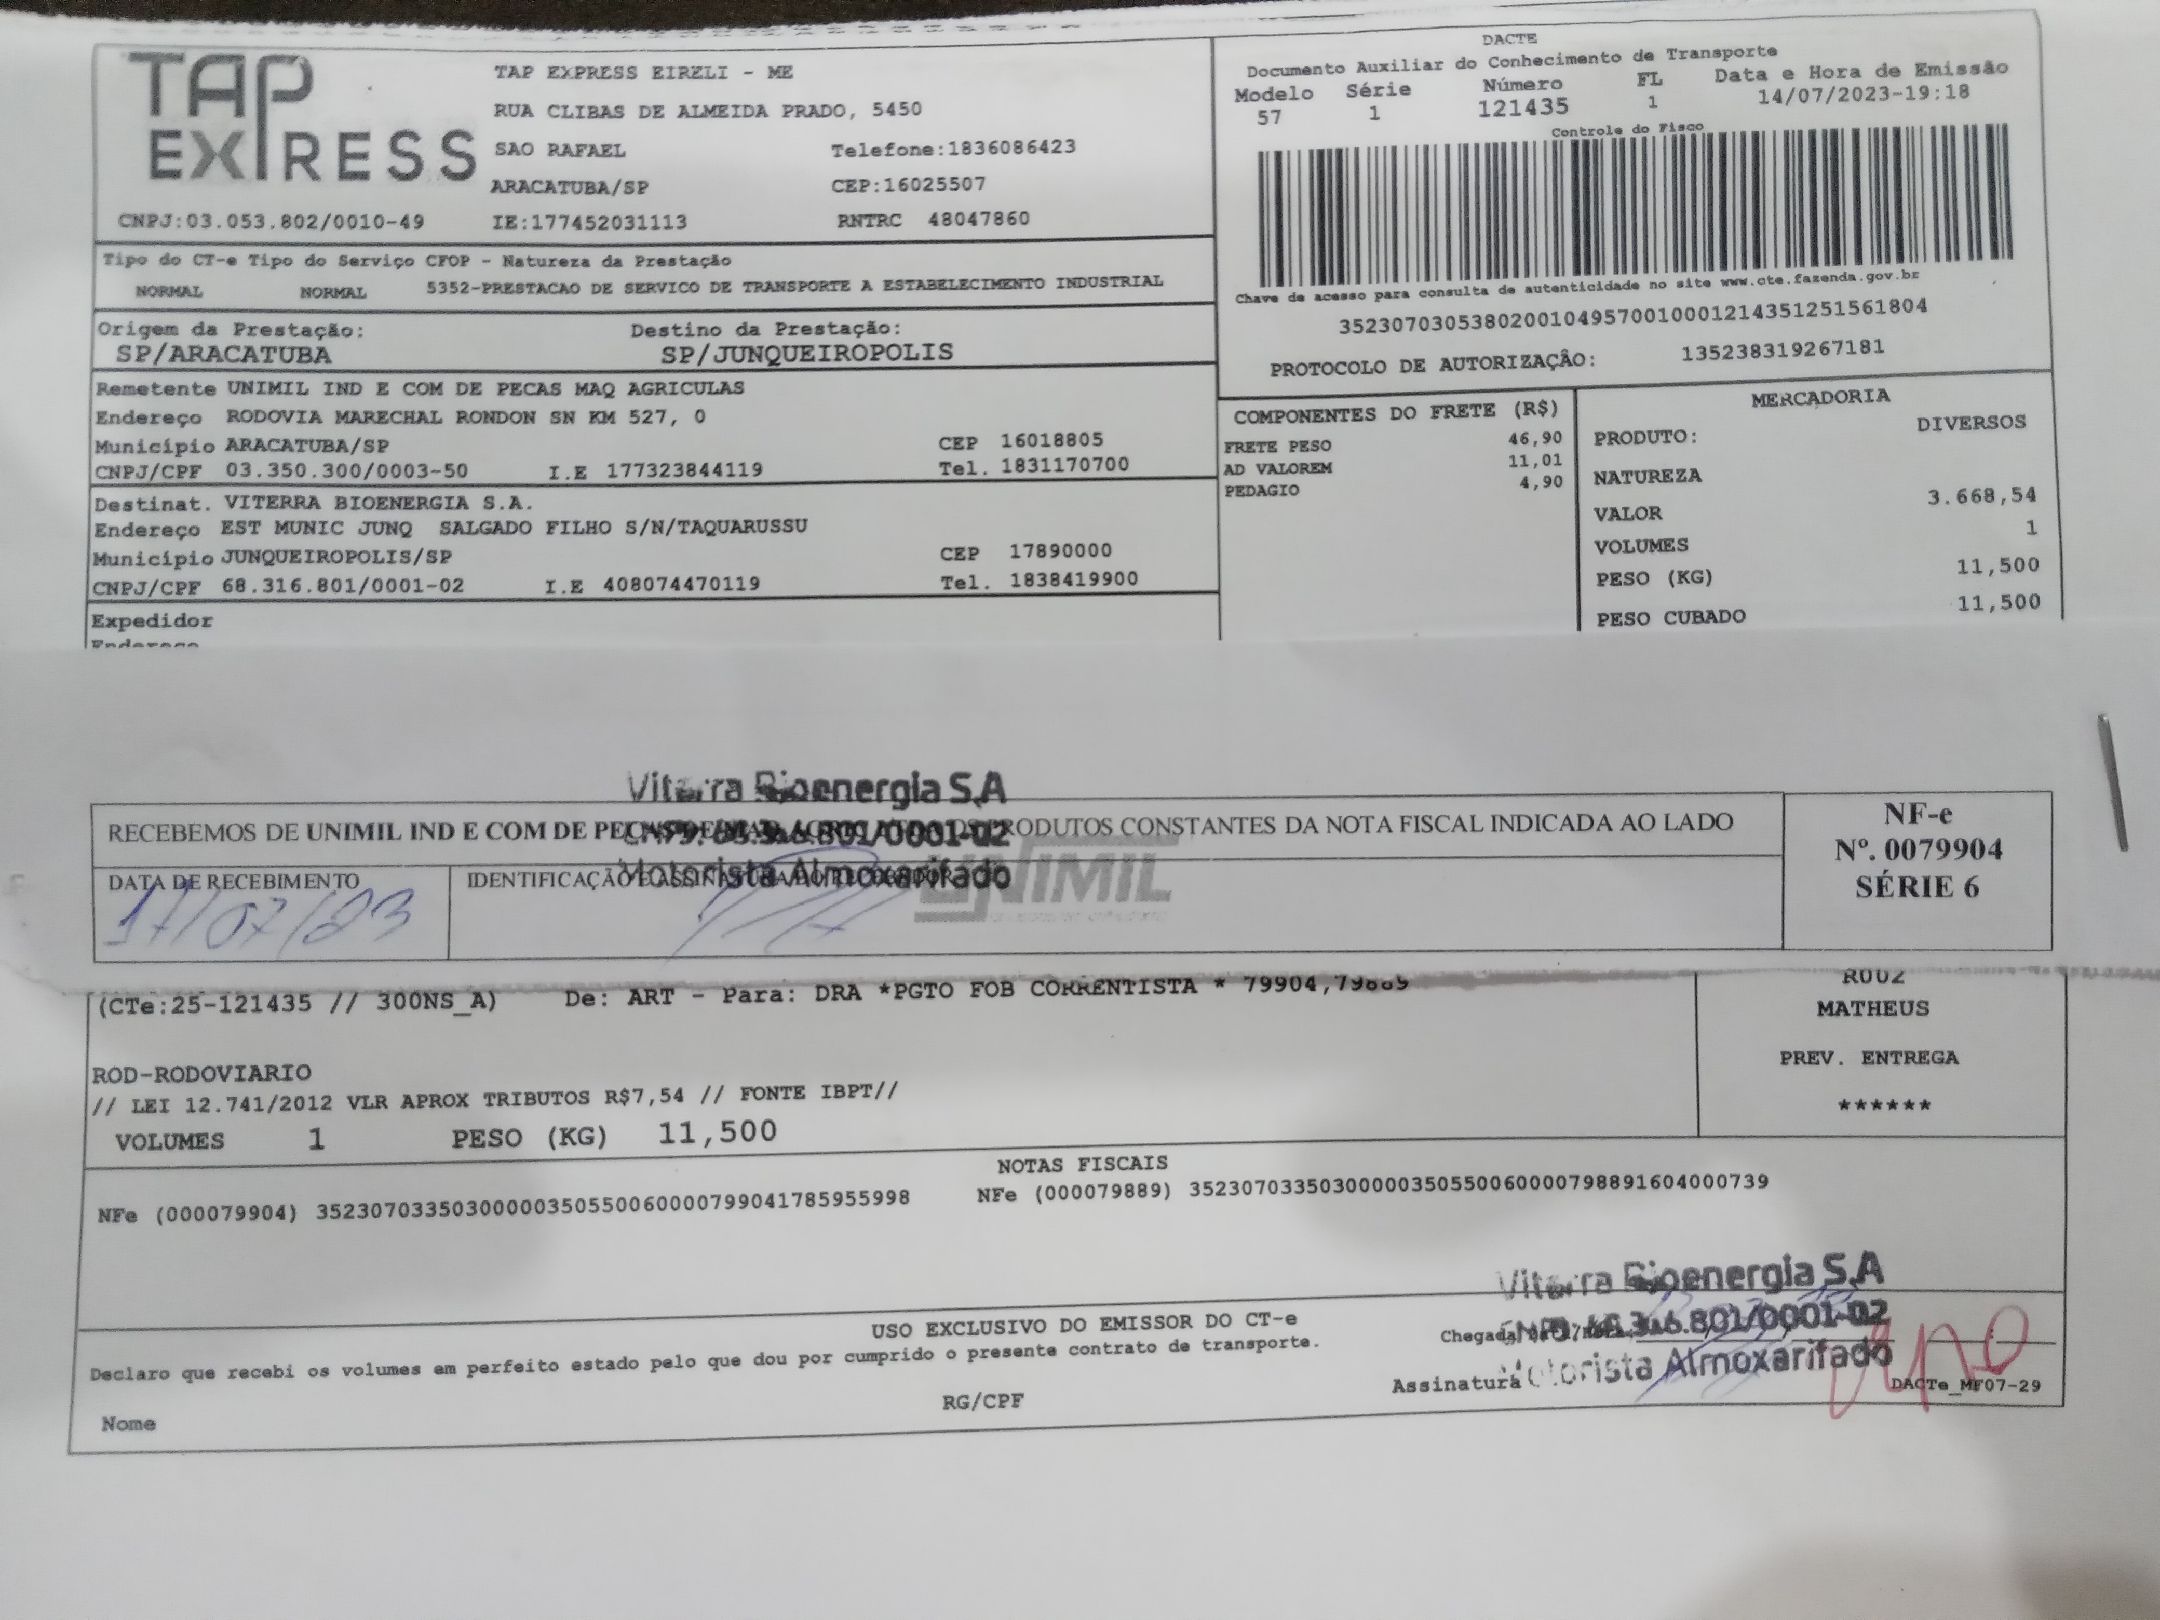 TAP EXPRESS
TAP EXPRESS EIRELI - ME
RUA CLIBAS DE ALMEIDA PRADO, 5450
SAO RAFAEL Telefone:1836086423
ARACATUBA/SP CEP:16025507
CNPJ:03.053.802/0010-49 IE:177452031113 RNTRC 48047860
DACTE
Documento Auxiliar do Conhecimento de Transporte
Modelo Série Número FL Data e Hora de Emissão
57 1 121435 1 14/07/2023-19:18
Controle do Fisco
Chave de acesso para consulta de autenticidade no site www.cte.fazenda.gov.br
35230703053802001049570010001214351251561804
PROTOCOLO DE AUTORIZAÇÃO: 135238319267181
Tipo do CT-e Tipo do Serviço CFOP - Natureza da Prestação
NORMAL NORMAL 5352-PRESTACAO DE SERVICO DE TRANSPORTE A ESTABELECIMENTO INDUSTRIAL
Origem da Prestação: Destino da Prestação:
SP/ARACATUBA SP/JUNQUEIROPOLIS
Remetente UNIMIL IND E COM DE PECAS MAQ AGRICULAS
Endereço RODOVIA MARECHAL RONDON SN KM 527, 0
Município ARACATUBA/SP CEP 16018805
CNPJ/CPF 03.350.300/0003-50 I.E 177323844119 Tel. 1831170700
Destinat. VITERRA BIOENERGIA S.A.
Endereço EST MUNIC JUNQ SALGADO FILHO S/N/TAQUARUSSU
Município JUNQUEIROPOLIS/SP CEP 17890000
CNPJ/CPF 68.316.801/0001-02 I.E 408074470119 Tel. 1838419900
Expedidor
Endereço
COMPONENTES DO FRETE (R$)
FRETE PESO 46,90
AD VALOREM 11,01
PEDAGIO 4,90
MERCADORIA
PRODUTO: DIVERSOS
NATUREZA
VALOR 3.668,54
VOLUMES 1
PESO (KG) 11,500
PESO CUBADO 11,500
Viterra Bioenergia S.A
RECEBEMOS DE UNIMIL IND E COM DE PRODUTOS CONSTANTES DA NOTA FISCAL INDICADA AO LADO
801/0001-02
Motorista Almoxarifado
DATA DE RECEBIMENTO IDENTIFICAÇÃO E
17/07/23
UNIMIL
NF-e
Nº. 0079904
SÉRIE 6
(CTe:25-121435 // 300NS_A) De: ART - Para: DRA *PGTO FOB CORRENTISTA * 79904,79889
R002
MATHEUS
PREV. ENTREGA
******
ROD-RODOVIARIO
// LEI 12.741/2012 VLR APROX TRIBUTOS R$7,54 // FONTE IBPT//
VOLUMES 1 PESO (KG) 11,500
NOTAS FISCAIS
NFe (000079904) 35230703350300000350550060000799041785955998 NFe (000079889) 35230703350300000350550060000798891604000739
Viterra Bioenergia S.A
801/0001-02
Motorista Almoxarifado
USO EXCLUSIVO DO EMISSOR DO CT-e
Declaro que recebi os volumes em perfeito estado pelo que dou por cumprido o presente contrato de transporte.
Chegada
Nome RG/CPF Assinatura
DACTe_MF07-29